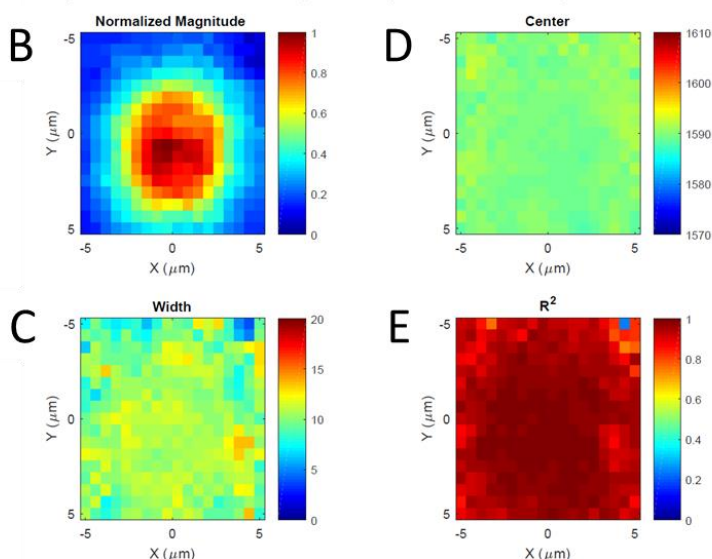 B
Normalized Magnitude
-5
0
5
Y (μm)
-5 0 5
X (μm)
1
0.8
0.6
0.4
0.2
0
D
Center
-5
0
5
Y (μm)
-5 0 5
X (μm)
1610
1600
1590
1580
1570
C
Width
-5
0
5
Y (μm)
-5 0 5
X (μm)
20
15
10
5
0
E
R²
-5
0
5
Y (μm)
-5 0 5
X (μm)
1
0.8
0.6
0.4
0.2
0